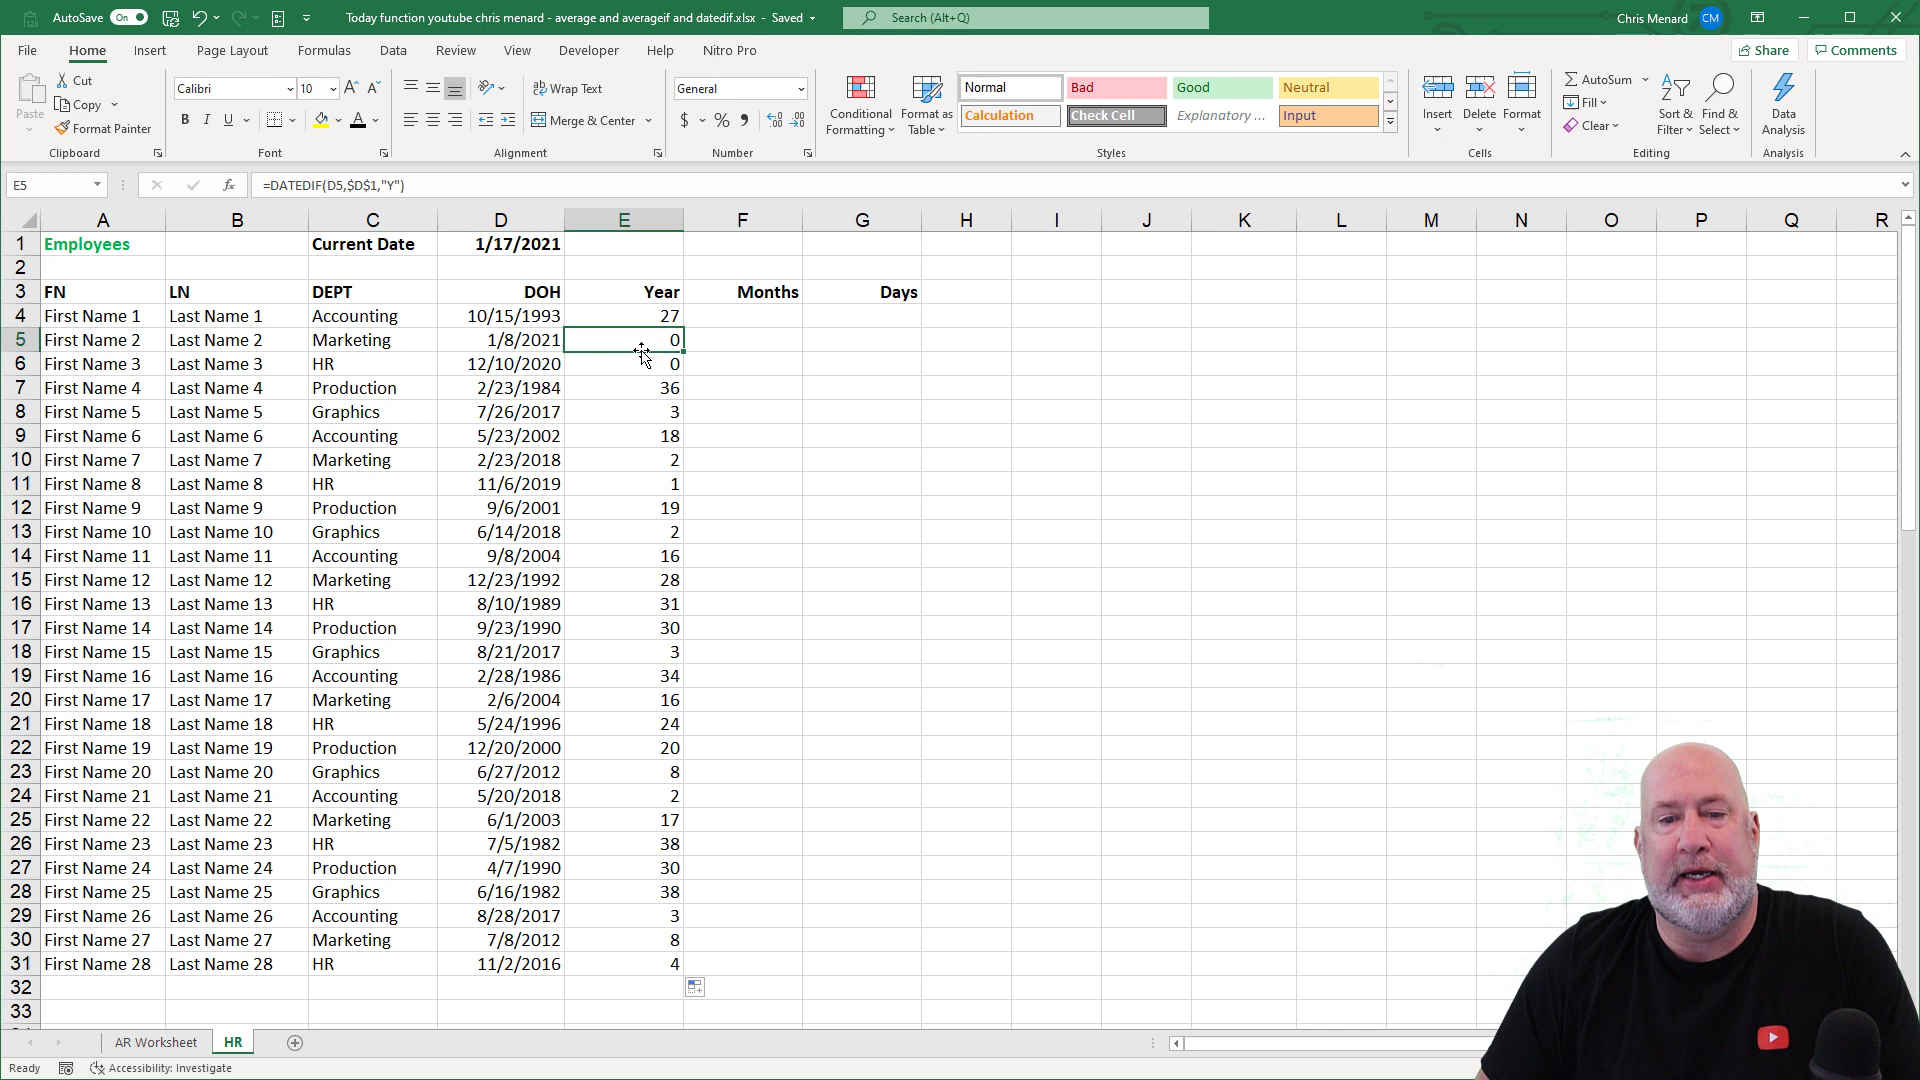 AutoSave On Today function youtube chris menard - average and averageif and datedif.xlsx - Saved Search (Alt+Q) Chris Menard CM
File Home Insert Page Layout Formulas Data Review View Developer Help Nitro Pro Share Comments
Paste Cut Copy Format Painter Clipboard
Calibri 10 B I U A Font
Wrap Text Merge & Center Alignment
General $ % Number
Conditional Formatting Format as Table Normal Bad Good Neutral Calculation Check Cell Explanatory ... Input Styles
Insert Delete Format Cells
AutoSum Fill Clear Sort & Filter Find & Select Editing
Data Analysis Analysis
E5 fx =DATEDIF(D5,$D$1,"Y")
A B C D E F G H I J K L M N O P Q R
1 Employees Current Date 1/17/2021
2
3 FN LN DEPT DOH Year Months Days
4 First Name 1 Last Name 1 Accounting 10/15/1993 27
5 First Name 2 Last Name 2 Marketing 1/8/2021 0
6 First Name 3 Last Name 3 HR 12/10/2020 0
7 First Name 4 Last Name 4 Production 2/23/1984 36
8 First Name 5 Last Name 5 Graphics 7/26/2017 3
9 First Name 6 Last Name 6 Accounting 5/23/2002 18
10 First Name 7 Last Name 7 Marketing 2/23/2018 2
11 First Name 8 Last Name 8 HR 11/6/2019 1
12 First Name 9 Last Name 9 Production 9/6/2001 19
13 First Name 10 Last Name 10 Graphics 6/14/2018 2
14 First Name 11 Last Name 11 Accounting 9/8/2004 16
15 First Name 12 Last Name 12 Marketing 12/23/1992 28
16 First Name 13 Last Name 13 HR 8/10/1989 31
17 First Name 14 Last Name 14 Production 9/23/1990 30
18 First Name 15 Last Name 15 Graphics 8/21/2017 3
19 First Name 16 Last Name 16 Accounting 2/28/1986 34
20 First Name 17 Last Name 17 Marketing 2/6/2004 16
21 First Name 18 Last Name 18 HR 5/24/1996 24
22 First Name 19 Last Name 19 Production 12/20/2000 20
23 First Name 20 Last Name 20 Graphics 6/27/2012 8
24 First Name 21 Last Name 21 Accounting 5/20/2018 2
25 First Name 22 Last Name 22 Marketing 6/1/2003 17
26 First Name 23 Last Name 23 HR 7/5/1982 38
27 First Name 24 Last Name 24 Production 4/7/1990 30
28 First Name 25 Last Name 25 Graphics 6/16/1982 38
29 First Name 26 Last Name 26 Accounting 8/28/2017 3
30 First Name 27 Last Name 27 Marketing 7/8/2012 8
31 First Name 28 Last Name 28 HR 11/2/2016 4
32
33
AR Worksheet HR
Ready Accessibility: Investigate